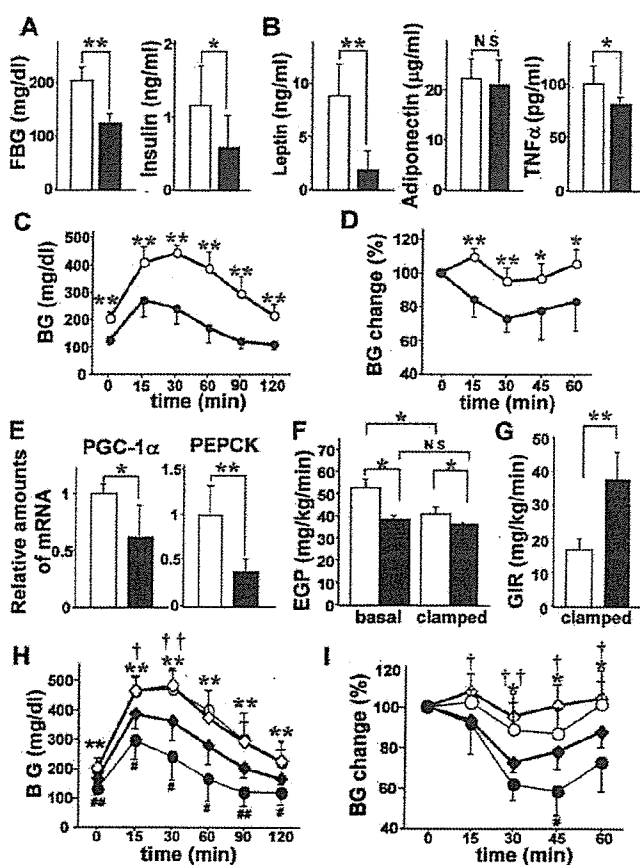 A
B
FBG (mg/dl)
200
100
0
**
Insulin (ng/ml)
2
1
0
*
Leptin (ng/ml)
10
5
0
**
Adiponectin (μg/ml)
20
0
NS
TNFα (pg/ml)
100
50
0
*
C
BG (mg/dl)
500
400
300
200
100
0
** ** ** ** ** **
0 15 30 60 90 120
time (min)
D
BG change (%)
120
100
80
60
40
** ** * *
0 15 30 45 60
time (min)
E
Relative amounts of mRNA
PGC-1α
1
0.5
0
*
PEPCK
1.5
1
0.5
0
**
F
EGP (mg/kg/min)
70
60
50
40
30
20
10
0
*
NS
* *
basal clamped
G
GIR (mg/kg/min)
50
40
30
20
10
0
**
clamped
H
BG (mg/dl)
500
400
300
200
100
0
† ††
** ** ** ** ** **
## # # # ## #
0 15 30 60 90 120
time (min)
I
BG change (%)
120
100
80
60
40
† †† † †
* * *
#
0 15 30 45 60
time (min)